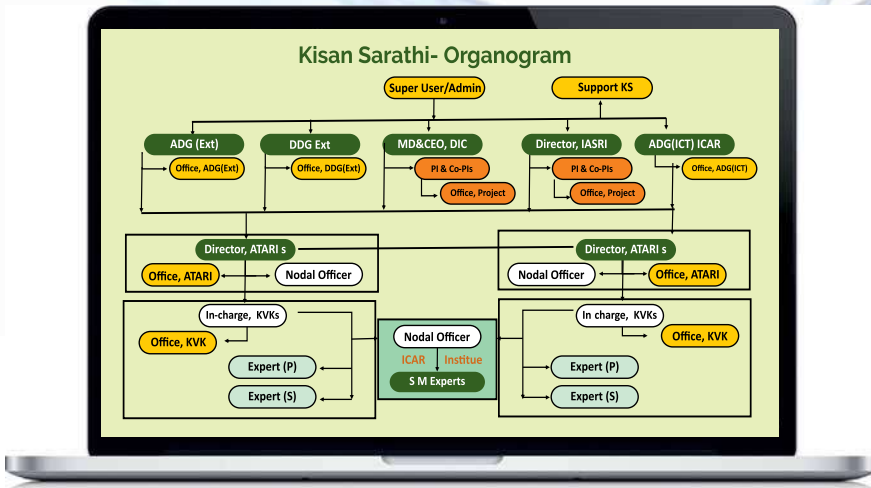 Kisan Sarathi- Organogram
Super User/Admin
Support KS
ADG (Ext)
DDG Ext
MD&CEO, DIC
Director, IASRI
ADG(ICT) ICAR
Office, ADG(Ext)
Office, DDG(Ext)
PI & Co-PIs
PI & Co-PIs
Office, ADG(ICT)
Office, Project
Office, Project
Director, ATARI s
Director, ATARI s
Office, ATARI
Nodal Officer
Nodal Officer
Office, ATARI
In-charge, KVKs
In charge, KVKs
Office, KVK
Nodal Officer
Office, KVK
ICAR Institue
Expert (P)
S M Experts
Expert (P)
Expert (S)
Expert (S)